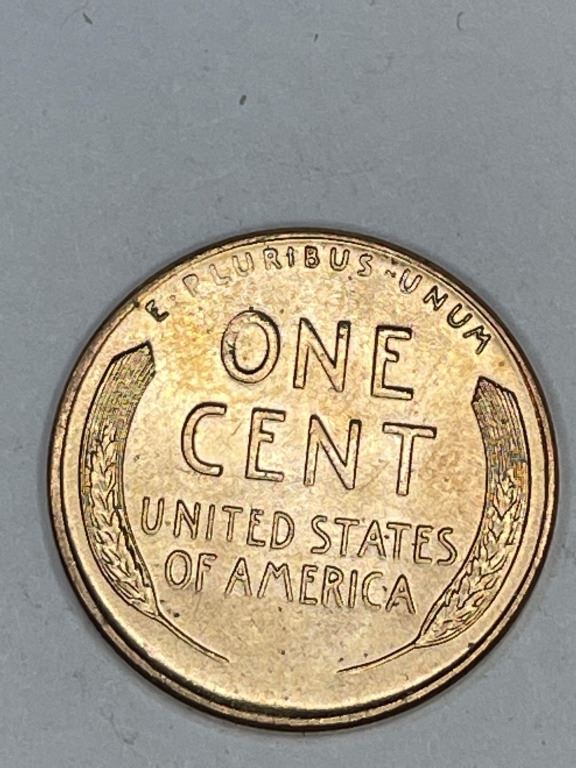 E·PLURIBUS·UNUM
ONE
CENT
UNITED STATES
OF AMERICA